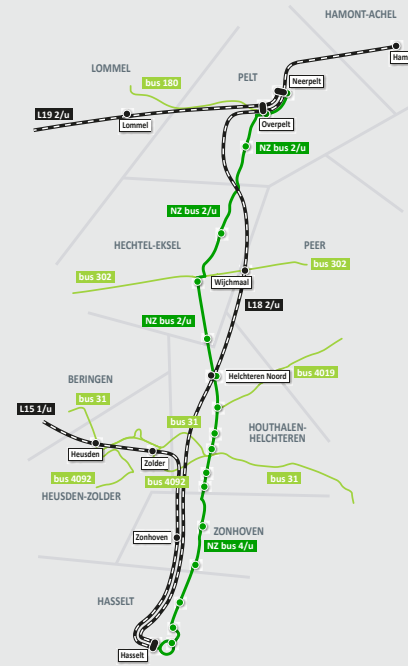 HAMONT-ACHEL
Ham
LOMMEL
PELT
Neerpelt
bus 180
L19 2/u
Lommel
Overpelt
NZ bus 2/u
NZ bus 2/u
HECHTEL-EKSEL
PEER
bus 302
bus 302
Wijchmaal
L18 2/u
NZ bus 2/u
BERINGEN
Helchteren Noord
bus 4019
bus 31
L15 1/u
bus 31
HOUTHALEN-
HELCHTEREN
Heusden
Zolder
bus 4092
bus 4092
bus 31
HEUSDEN-ZOLDER
Zonhoven
ZONHOVEN
NZ bus 4/u
HASSELT
Hasselt